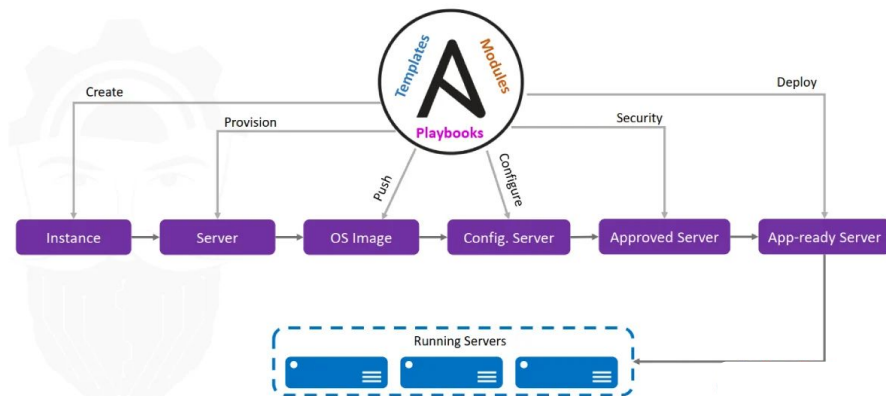 Templates
Modules
Playbooks
Create
Provision
Push
Configure
Security
Deploy
Instance
Server
OS Image
Config. Server
Approved Server
App-ready Server
Running Servers